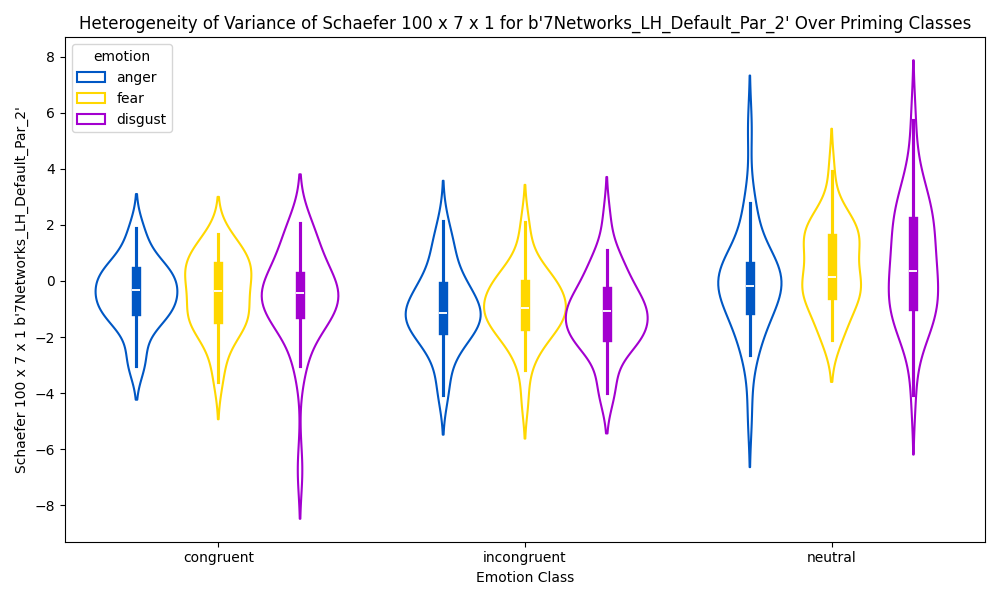 Heterogeneity of Variance of Schaefer 100 x 7 x 1 for b'7Networks_LH_Default_Par_2' Over Priming Classes
emotion
anger
fear
disgust
Schaefer 100 x 7 x 1 b'7Networks_LH_Default_Par_2'
8
6
4
2
0
−2
−4
−6
−8
congruent
incongruent
neutral
Emotion Class